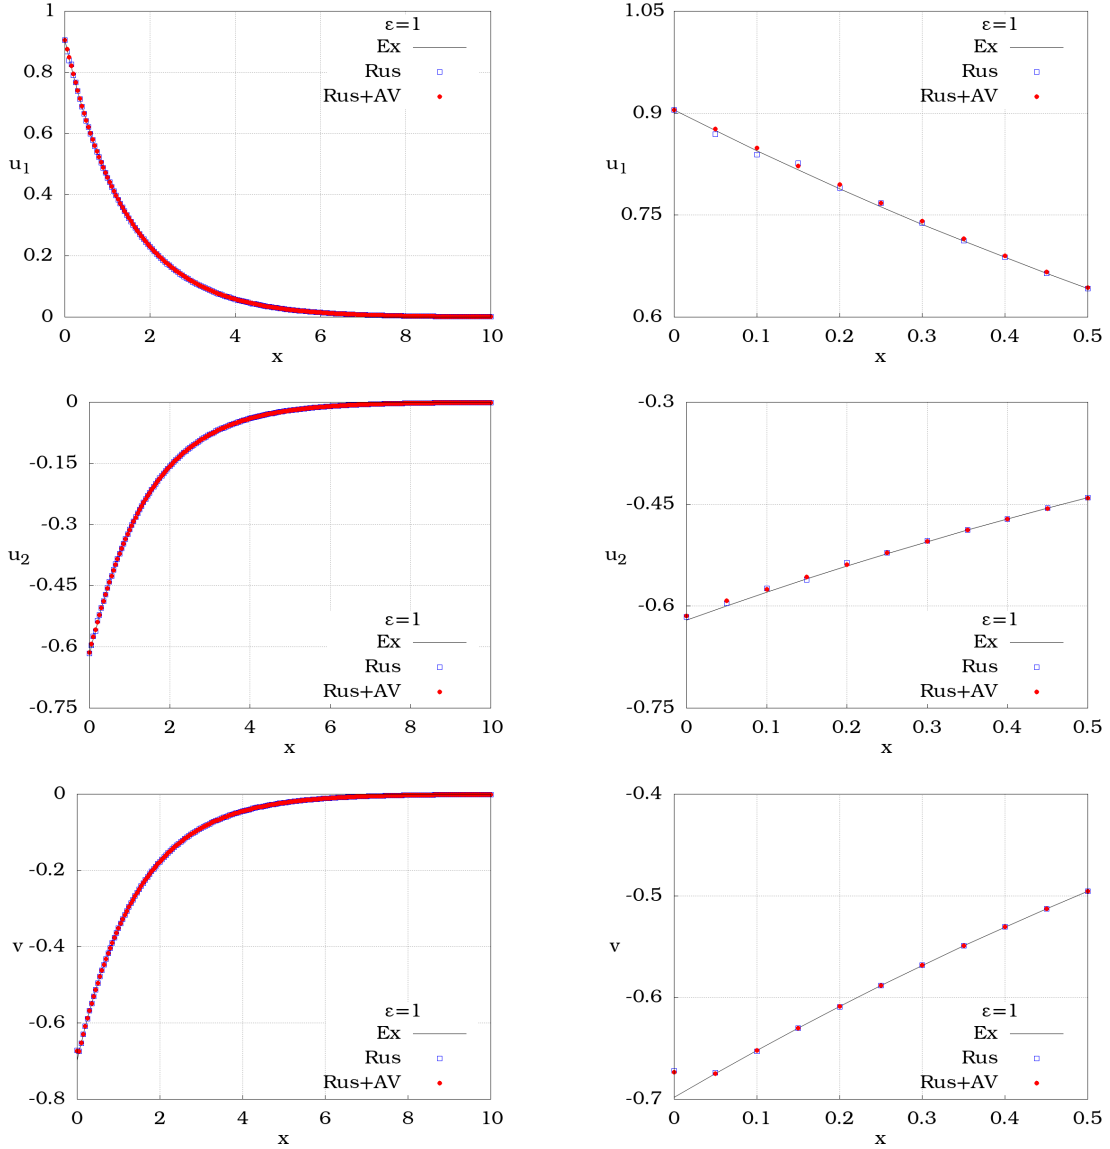 1
0.8
0.6
0.4
0.2
0
u1
ε=1
Ex
Rus
Rus+AV
0 2 4 6 8 10
x
1.05
0.9
0.75
0.6
u1
ε=1
Ex
Rus
Rus+AV
0 0.1 0.2 0.3 0.4 0.5
x
0
-0.15
-0.3
-0.45
-0.6
-0.75
u2
ε=1
Ex
Rus
Rus+AV
0 2 4 6 8 10
x
-0.3
-0.45
-0.6
-0.75
u2
ε=1
Ex
Rus
Rus+AV
0 0.1 0.2 0.3 0.4 0.5
x
0
-0.2
-0.4
-0.6
-0.8
v
ε=1
Ex
Rus
Rus+AV
0 2 4 6 8 10
x
-0.4
-0.5
-0.6
-0.7
v
ε=1
Ex
Rus
Rus+AV
0 0.1 0.2 0.3 0.4 0.5
x